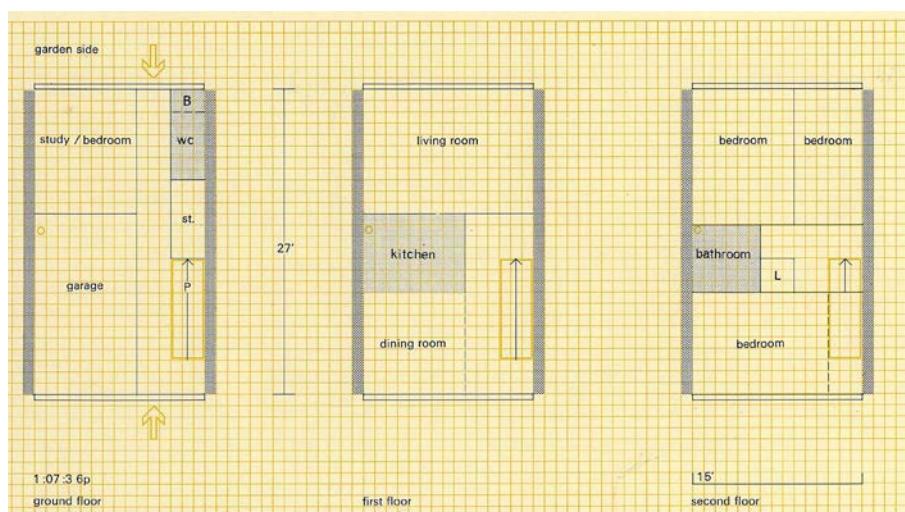 garden side
B
study / bedroom
wc
st.
garage
P
1:07:3 6p
ground floor
27'
living room
kitchen
dining room
first floor
bedroom
bedroom
bathroom
L
bedroom
15'
second floor